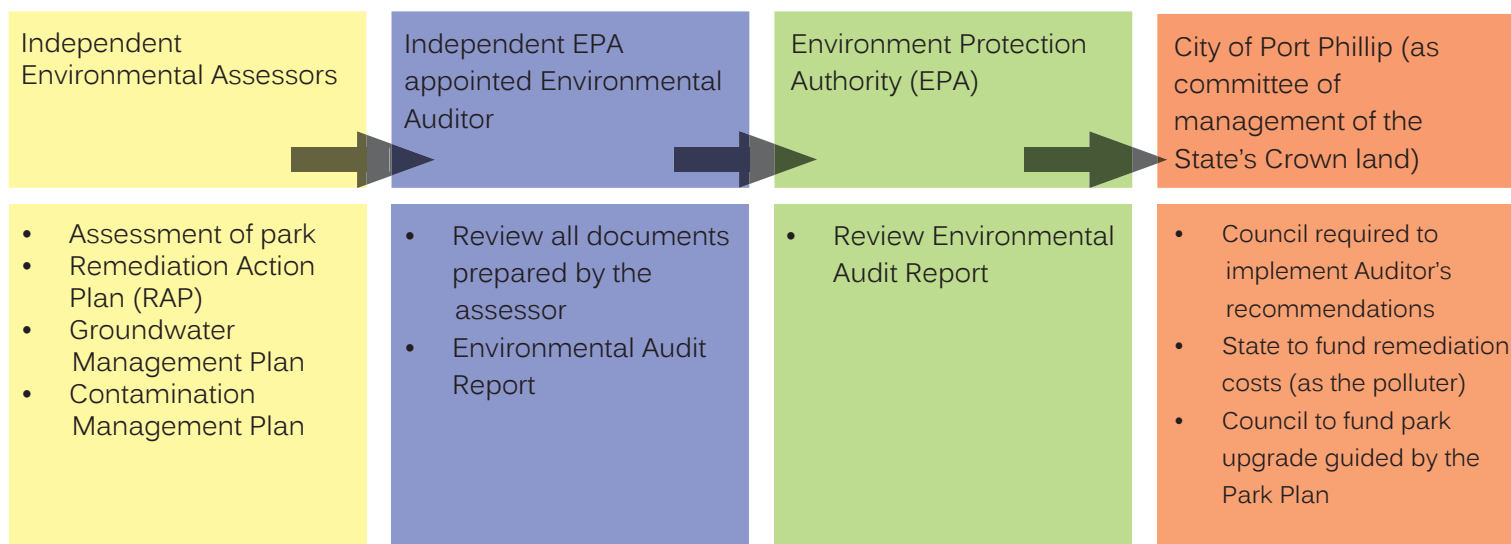 Independent
Environmental Assessors
Independent EPA
appointed Environmental
Auditor
Environment Protection
Authority (EPA)
City of Port Phillip (as
committee of
management of the
State’s Crown land)
• Assessment of park
• Remediation Action
Plan (RAP)
• Groundwater
Management Plan
• Contamination
Management Plan
• Review all documents
prepared by the
assessor
• Environmental Audit
Report
• Review Environmental
Audit Report
• Council required to
implement Auditor’s
recommendations
• State to fund remediation
costs (as the polluter)
• Council to fund park
upgrade guided by the
Park Plan